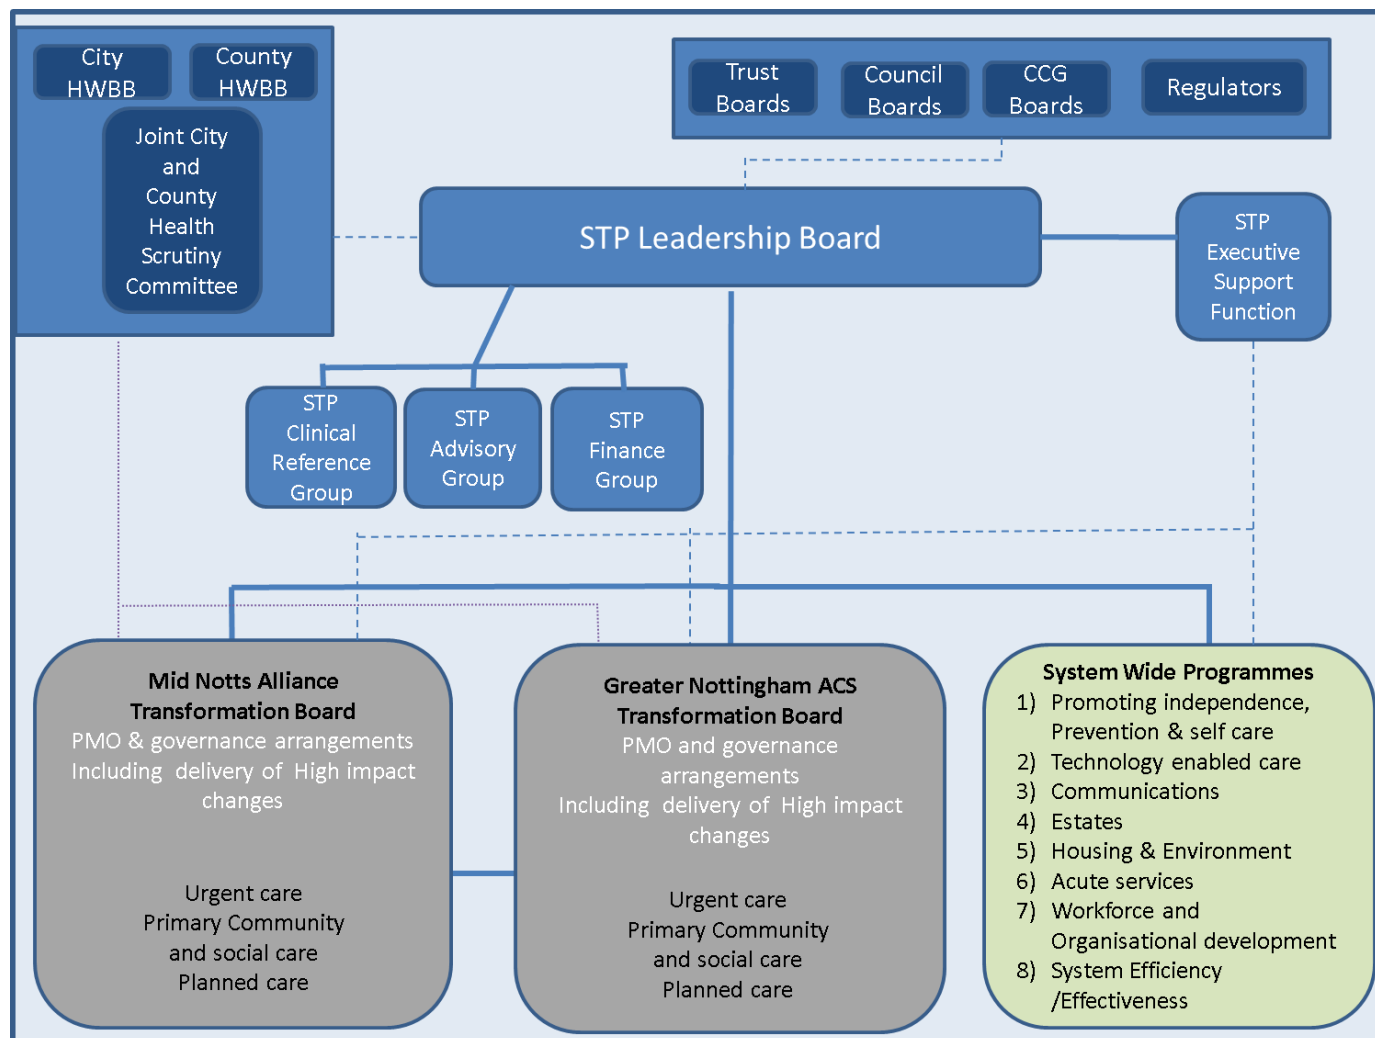 City
HWBB
County
HWBB
Joint City
and
County
Health
Scrutiny
Committee
Trust
Boards
Council
Boards
CCG
Boards
Regulators
STP Leadership Board
STP
Executive
Support
Function
STP
Clinical
Reference
Group
STP
Advisory
Group
STP
Finance
Group
Mid Notts Alliance
Transformation Board
PMO & governance arrangements
Including delivery of High impact
changes
Urgent care
Primary Community
and social care
Planned care
Greater Nottingham ACS
Transformation Board
PMO and governance
arrangements
Including delivery of High impact
changes
Urgent care
Primary Community
and social care
Planned care
System Wide Programmes
1) Promoting independence,
Prevention & self care
2) Technology enabled care
3) Communications
4) Estates
5) Housing & Environment
6) Acute services
7) Workforce and
Organisational development
8) System Efficiency
/Effectiveness